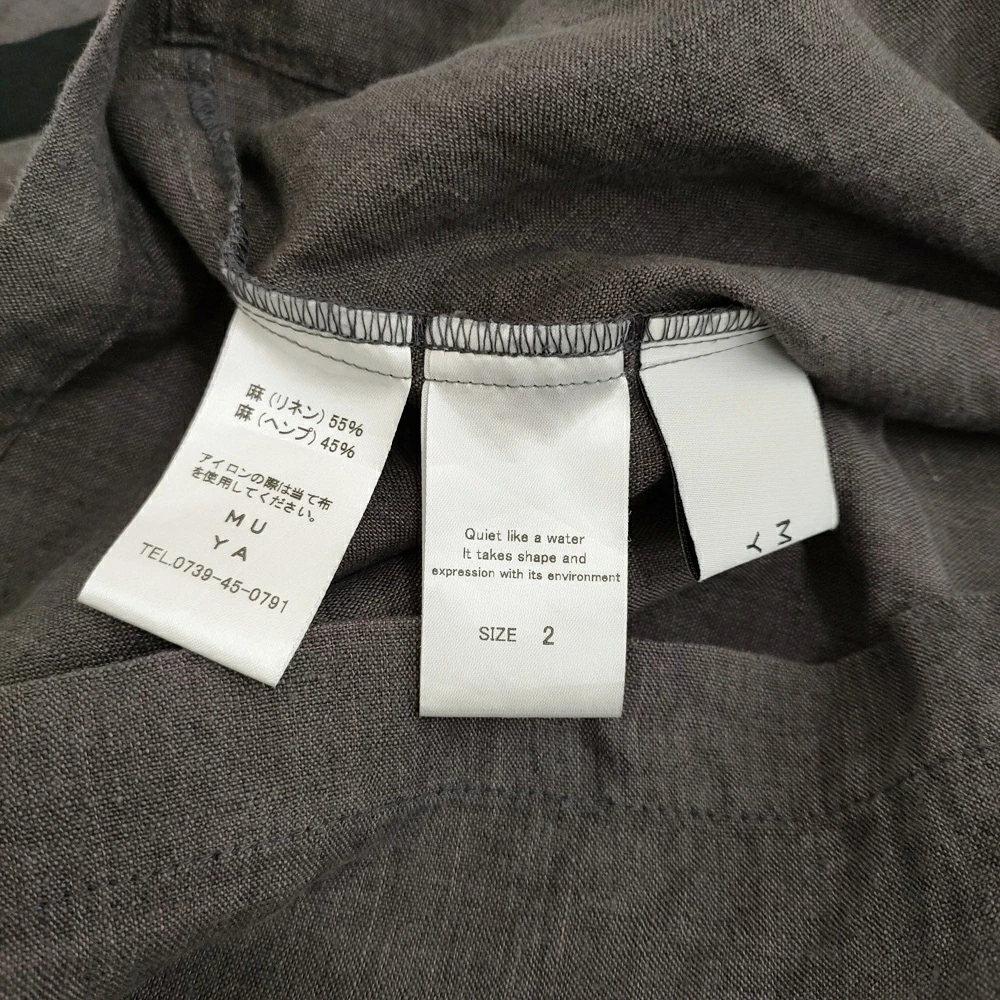 麻 (リネン) 55%
麻 (ヘンプ) 45%
アイロンの際は当て布
を使用してください。
M U
Y A
TEL.0739-45-0791
Quiet like a water
It takes shape and
expression with its environment
SIZE 2
M
Y